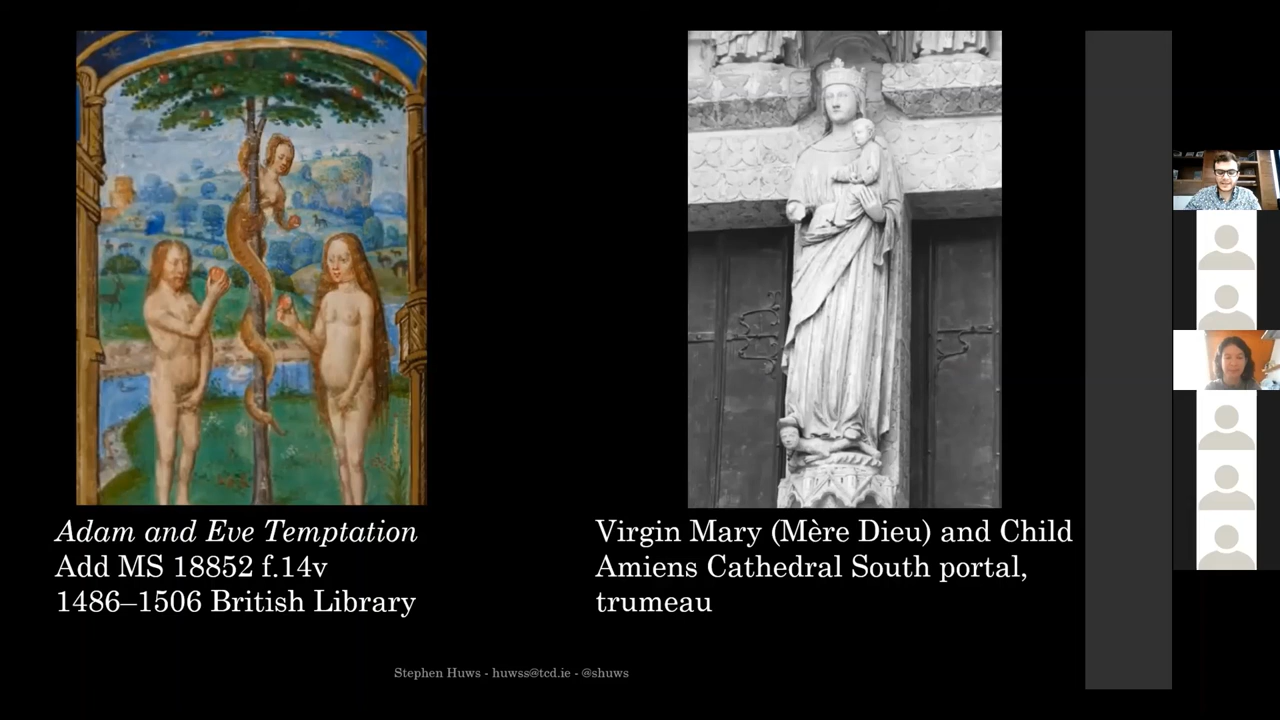 Adam and Eve Temptation
Add MS 18852 f.14v
1486–1506 British Library
Virgin Mary (Mère Dieu) and Child
Amiens Cathedral South portal,
trumeau
Stephen Huws - huwss@tcd.ie - @shuws